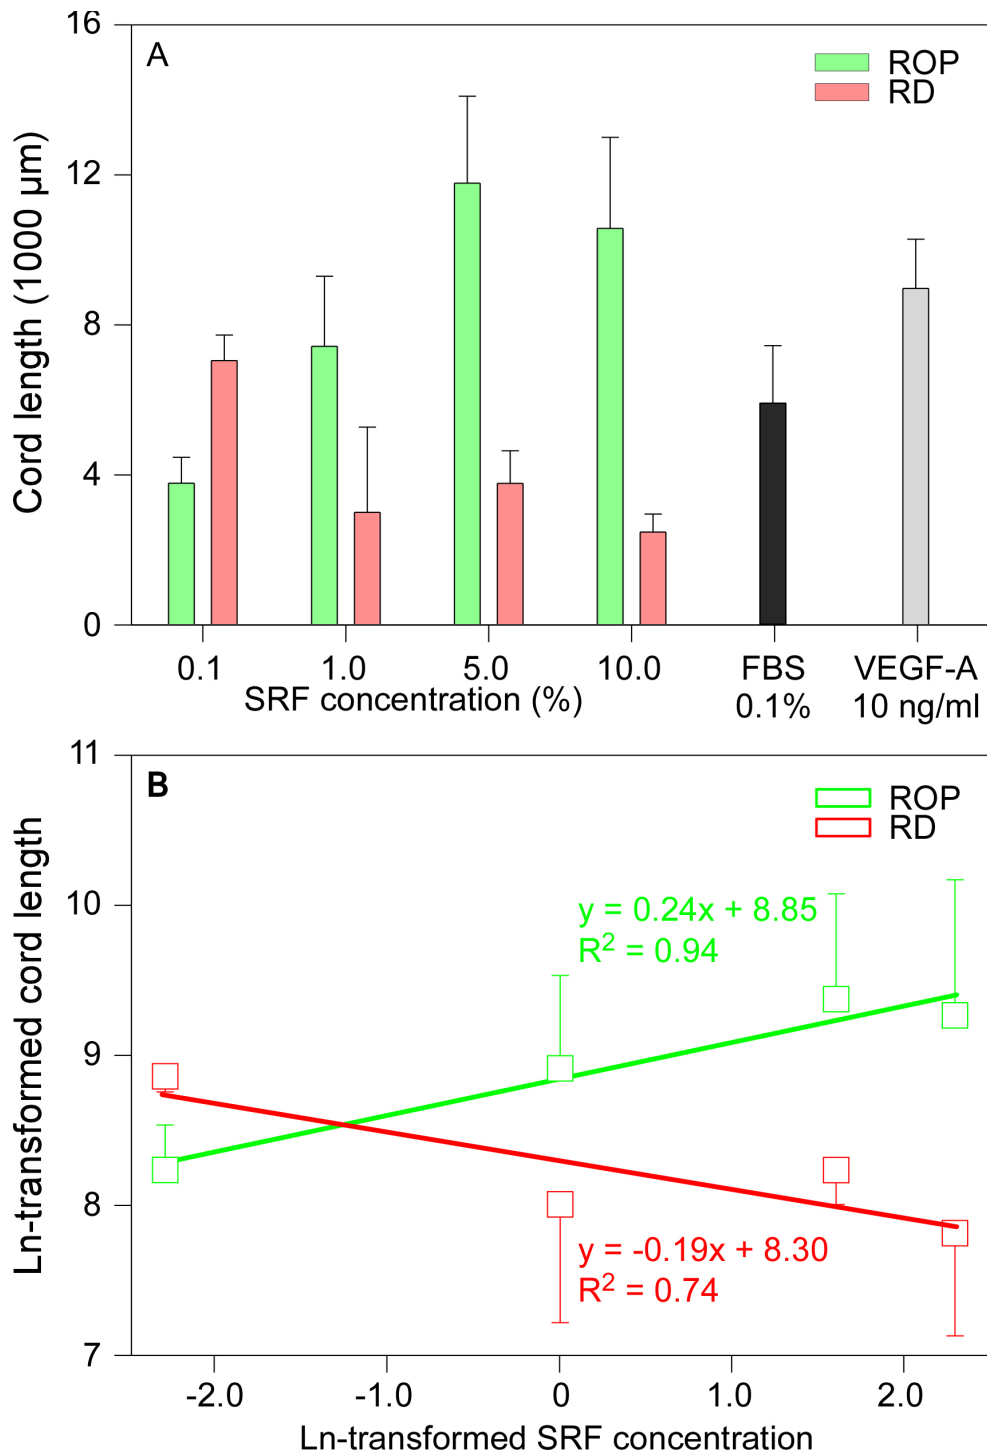 16
A
ROP
RD
12
8
4
0
Cord length (1000 µm)
0.1 1.0 5.0 10.0 FBS VEGF-A
0.1% 10 ng/ml
SRF concentration (%)
11
B
ROP
RD
10
y = 0.24x + 8.85
R² = 0.94
9
8
y = -0.19x + 8.30
R² = 0.74
7
Ln-transformed cord length
-2.0 -1.0 0 1.0 2.0
Ln-transformed SRF concentration